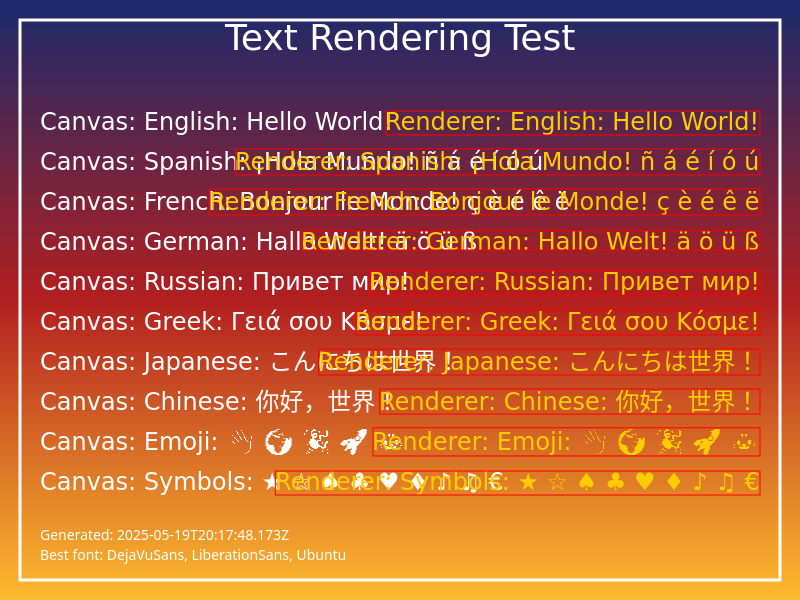 Text Rendering Test
Canvas: English: Hello World Renderer: English: Hello World!
Canvas: Spanish: ¡Hola Mundo! ñ á é í ó ú Renderer: Spanish: ¡Hola Mundo! ñ á é í ó ú
Canvas: French: Bonjour le Monde! ç è é ê ë Renderer: French: Bonjour le Monde! ç è é ê ë
Canvas: German: Hallo Welt! ä ö ü ß Renderer: German: Hallo Welt! ä ö ü ß
Canvas: Russian: Привет мир! Renderer: Russian: Привет мир!
Canvas: Greek: Γειά σου Κόσμε! Renderer: Greek: Γειά σου Κόσμε!
Canvas: Japanese: こんにちは世界！ Renderer: Japanese: こんにちは世界！
Canvas: Chinese: 你好，世界！ Renderer: Chinese: 你好，世界！
Canvas: Emoji: 👋 🌍 🎉 🚀 Renderer: Emoji: 👋 🌍 🎉 🚀
Canvas: Symbols: ★ ☆ ♠ ♣ ♥ ♦ ♪ ♫ € Renderer: Symbols: ★ ☆ ♠ ♣ ♥ ♦ ♪ ♫ €
Generated: 2025-05-19T20:17:48.173Z
Best font: DejaVuSans, LiberationSans, Ubuntu